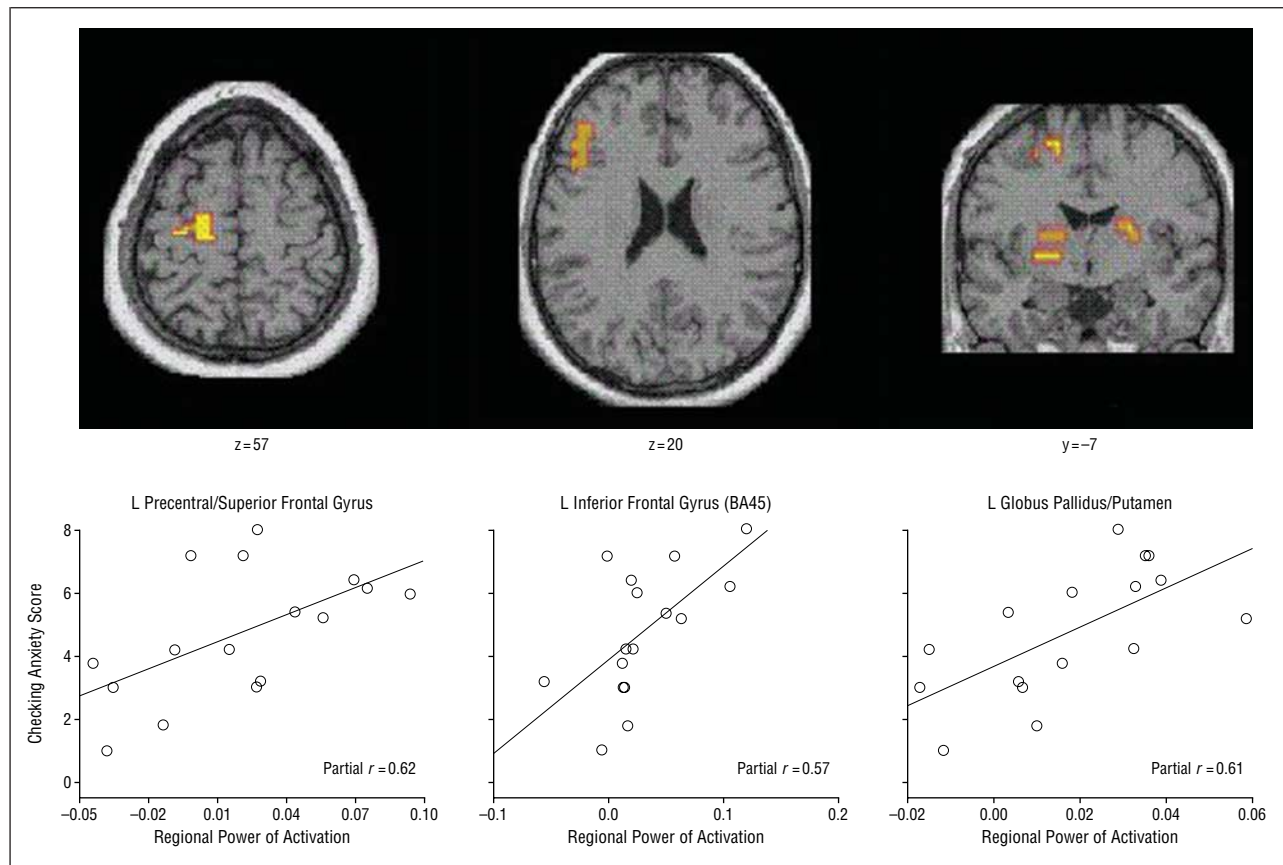 z=57
z=20
y=–7
L Precentral/Superior Frontal Gyrus
L Inferior Frontal Gyrus (BA45)
L Globus Pallidus/Putamen
Checking Anxiety Score
8
6
4
2
0
Partial r=0.62
Partial r=0.57
Partial r=0.61
–0.05 –0.02 0.01 0.04 0.07 0.10
–0.1 0.0 0.1 0.2
–0.02 0.00 0.02 0.04 0.06
Regional Power of Activation
Regional Power of Activation
Regional Power of Activation